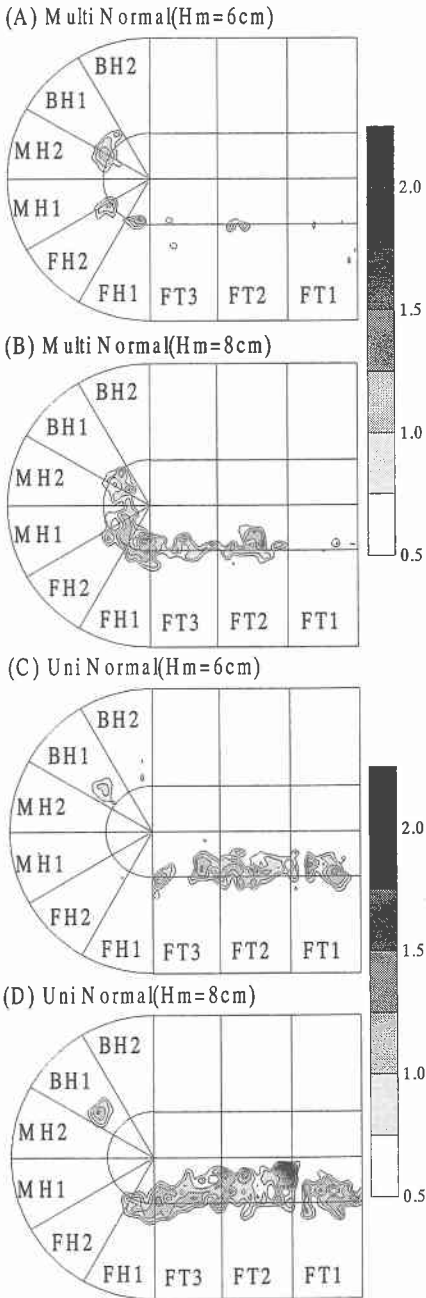 (A) Multi Normal(Hm=6cm)
BH2
BH1
MH2
MH1
FH2
FH1
FT3
FT2
FT1
2.0
1.5
1.0
0.5
(B) Multi Normal(Hm=8cm)
BH2
BH1
MH2
MH1
FH2
FH1
FT3
FT2
FT1
(C) Uni Normal(Hm=6cm)
BH2
BH1
MH2
MH1
FH2
FH1
FT3
FT2
FT1
2.0
1.5
1.0
0.5
(D) Uni Normal(Hm=8cm)
BH2
BH1
MH2
MH1
FH2
FH1
FT3
FT2
FT1